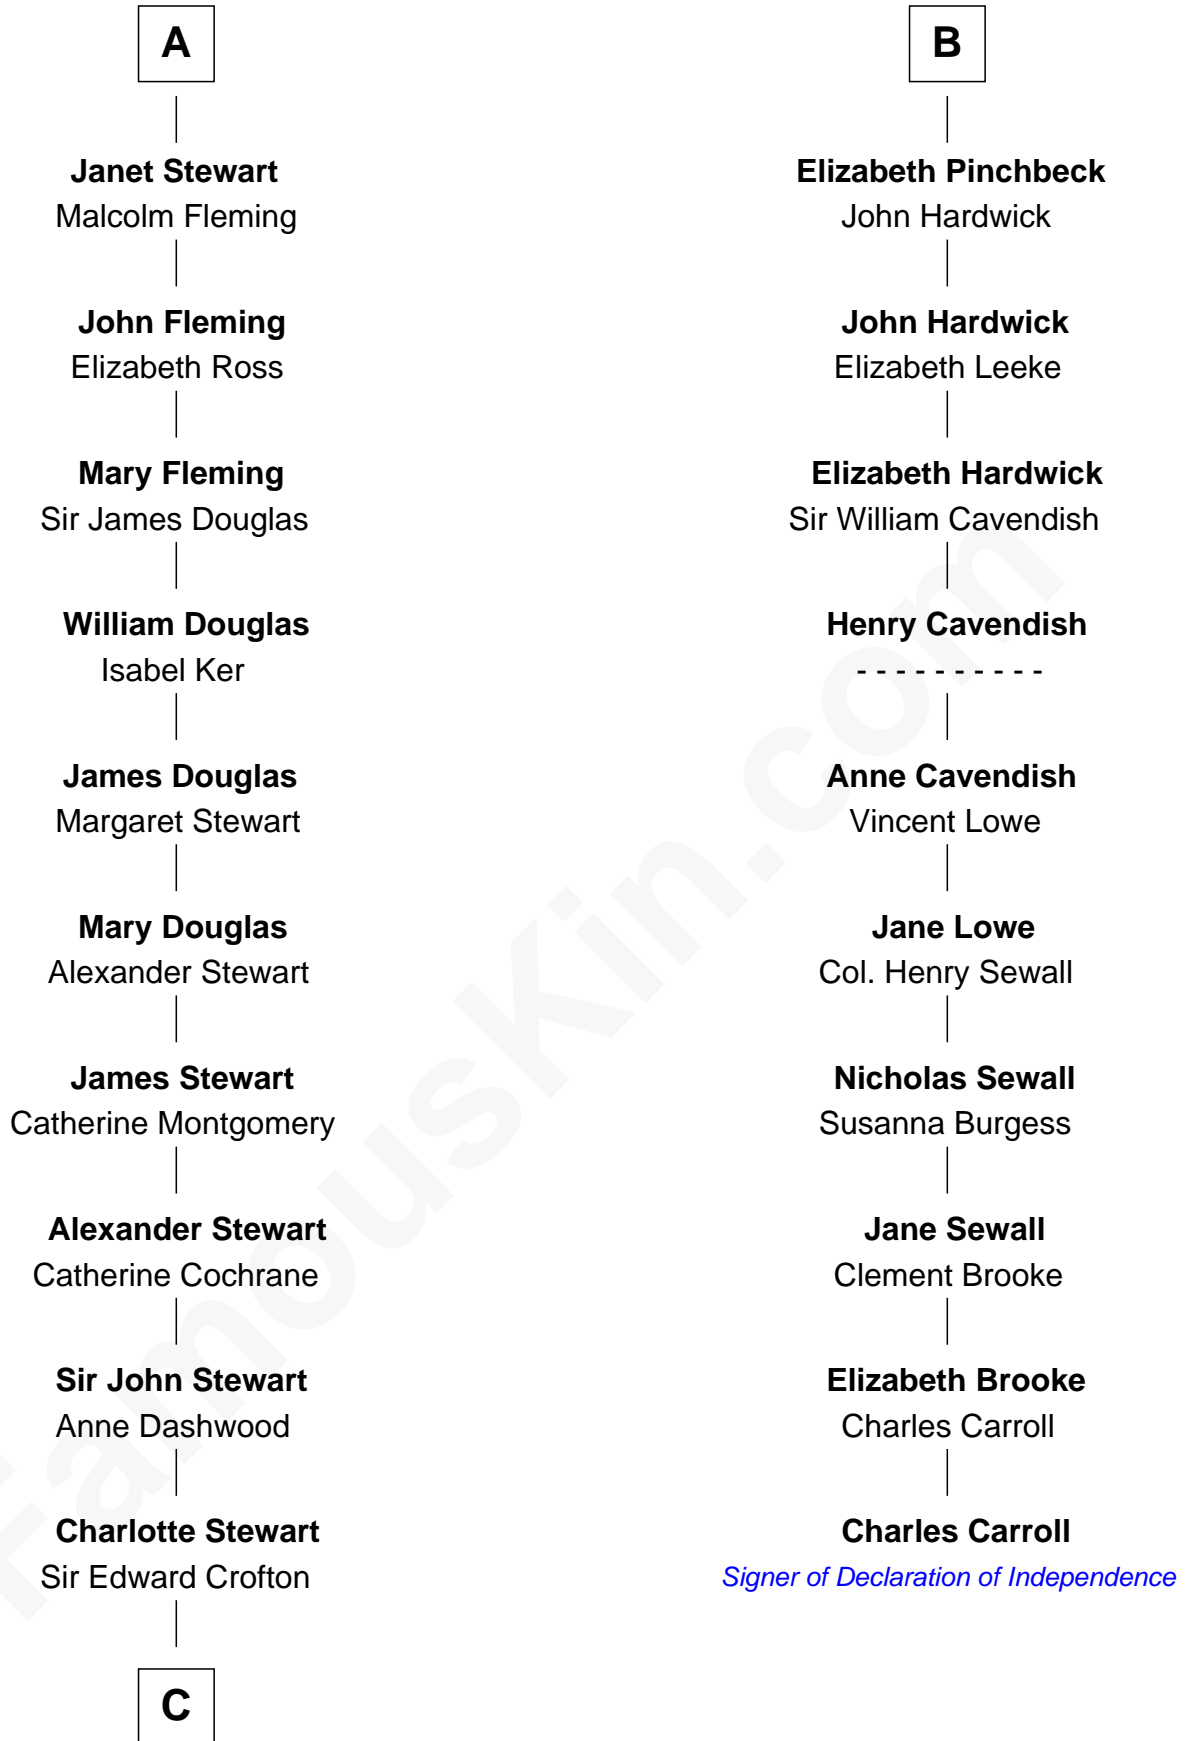 A
Janet Stewart
Malcolm Fleming
John Fleming
Elizabeth Ross
Mary Fleming
Sir James Douglas
William Douglas
Isabel Ker
James Douglas
Margaret Stewart
Mary Douglas
Alexander Stewart
James Stewart
Catherine Montgomery
Alexander Stewart
Catherine Cochrane
Sir John Stewart
Anne Dashwood
Charlotte Stewart
Sir Edward Crofton
C
B
Elizabeth Pinchbeck
John Hardwick
John Hardwick
Elizabeth Leeke
Elizabeth Hardwick
Sir William Cavendish
Henry Cavendish
- - - - - - - - - -
Anne Cavendish
Vincent Lowe
Jane Lowe
Col. Henry Sewall
Nicholas Sewall
Susanna Burgess
Jane Sewall
Clement Brooke
Elizabeth Brooke
Charles Carroll
Charles Carroll
Signer of Declaration of Independence
FamousKin.com